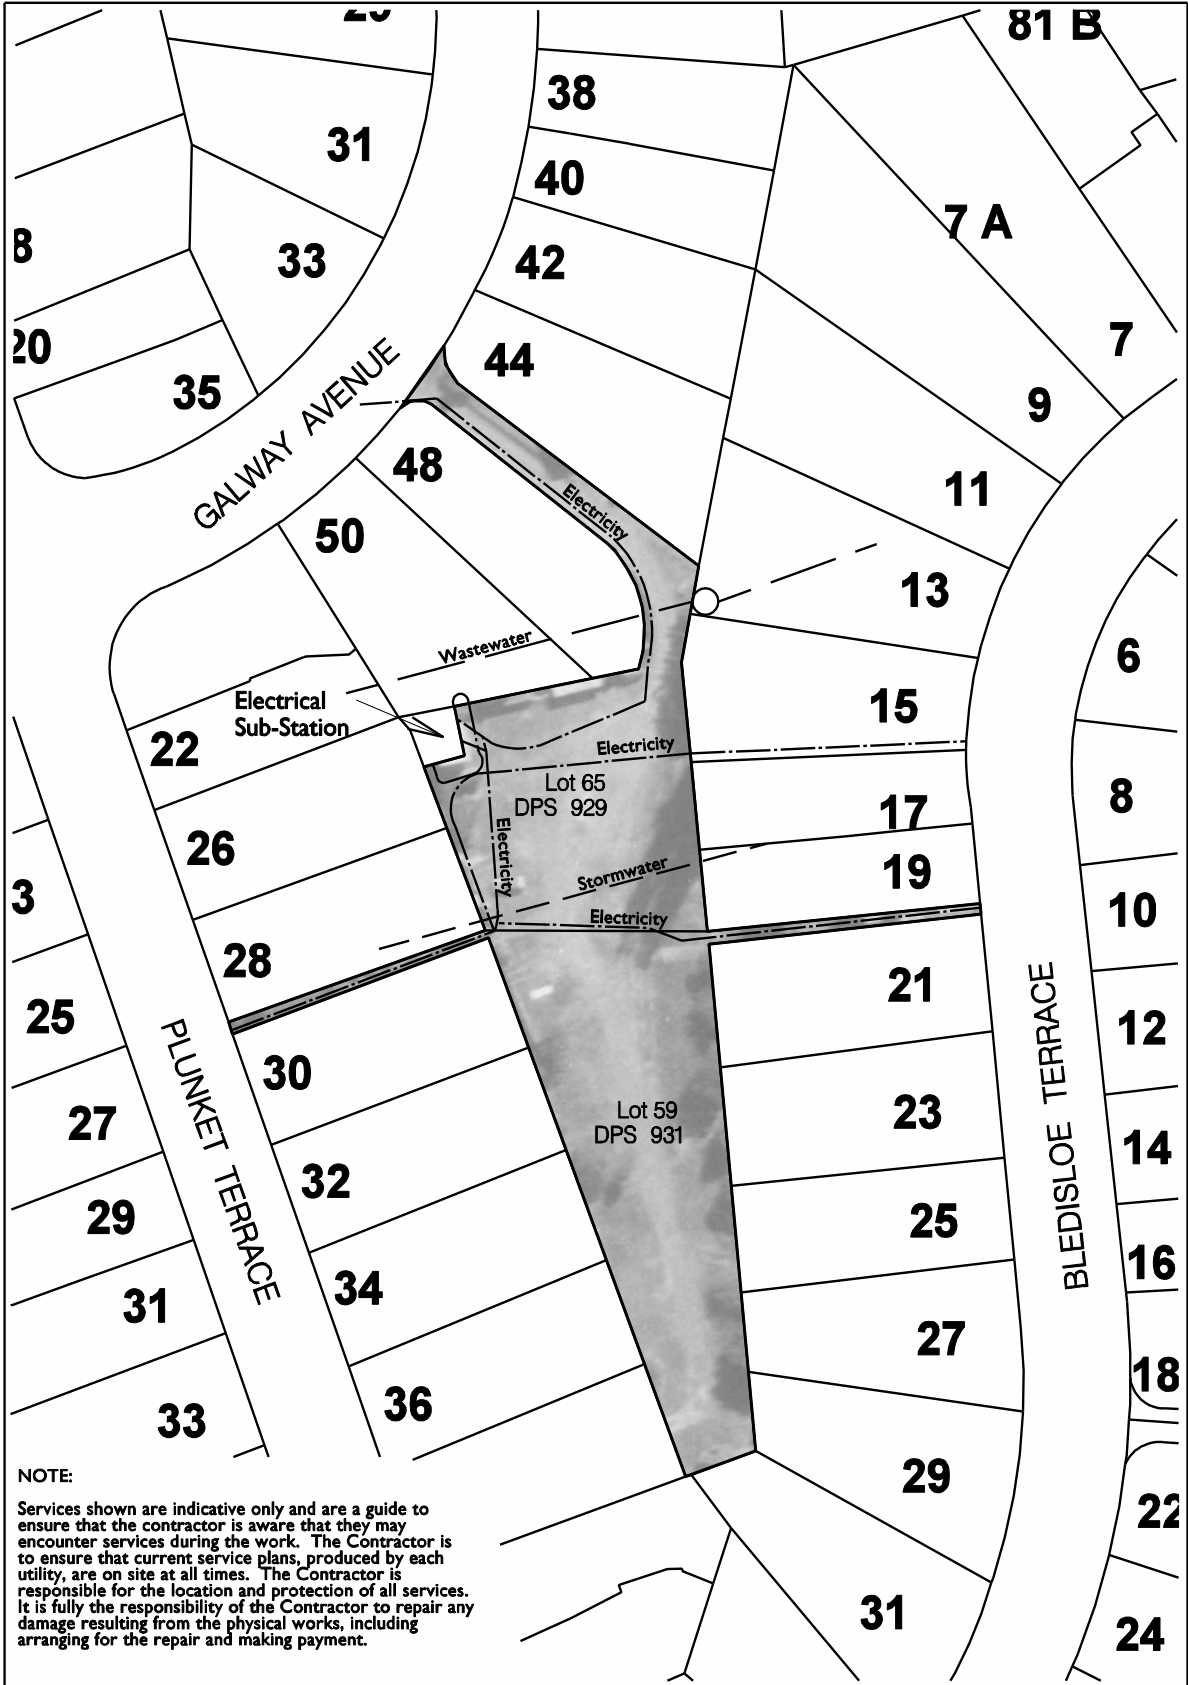 81 B
38
31
40
7 A
8
33
42
20
7
44
35
9
GALWAY AVENUE
48
11
Electricity
50
13
Wastewater
6
Electrical
Sub-Station
15
22
Electricity
Lot 65
DPS 929
17
8
26
Electricity
Stormwater
19
3
10
Electricity
28
21
25
12
PLUNKET TERRACE
30
BLEDISLOE TERRACE
Lot 59
DPS 931
23
27
14
32
29
25
16
34
31
27
18
36
33
29
22
NOTE:
Services shown are indicative only and are a guide to
ensure that the contractor is aware that they may
encounter services during the work. The Contractor is
to ensure that current service plans, produced by each
utility, are on site at all times. The Contractor is
responsible for the location and protection of all services.
It is fully the responsibility of the Contractor to repair any
damage resulting from the physical works, including
arranging for the repair and making payment.
31
24